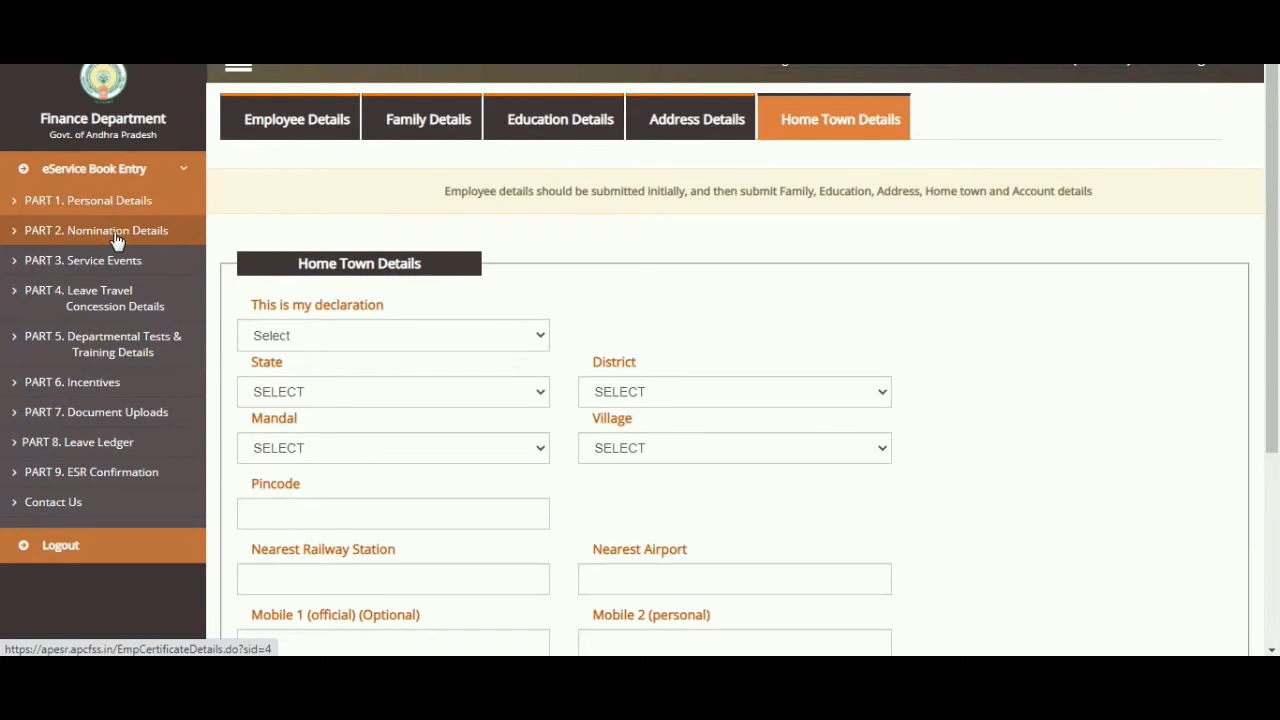 Finance Department
Govt. of Andhra Pradesh
eService Book Entry
PART 1. Personal Details
PART 2. Nomination Details
PART 3. Service Events
PART 4. Leave Travel
Concession Details
PART 5. Departmental Tests &
Training Details
PART 6. Incentives
PART 7. Document Uploads
PART 8. Leave Ledger
PART 9. ESR Confirmation
Contact Us
Logout
Employee Details
Family Details
Education Details
Address Details
Home Town Details
Employee details should be submitted initially, and then submit Family, Education, Address, Home town and Account details
Home Town Details
This is my declaration
Select
State
District
SELECT
SELECT
Mandal
Village
SELECT
SELECT
Pincode
Nearest Railway Station
Nearest Airport
Mobile 1 (official) (Optional)
Mobile 2 (personal)
https://apesr.apcfss.in/EmpCertificateDetails.do?sid=4